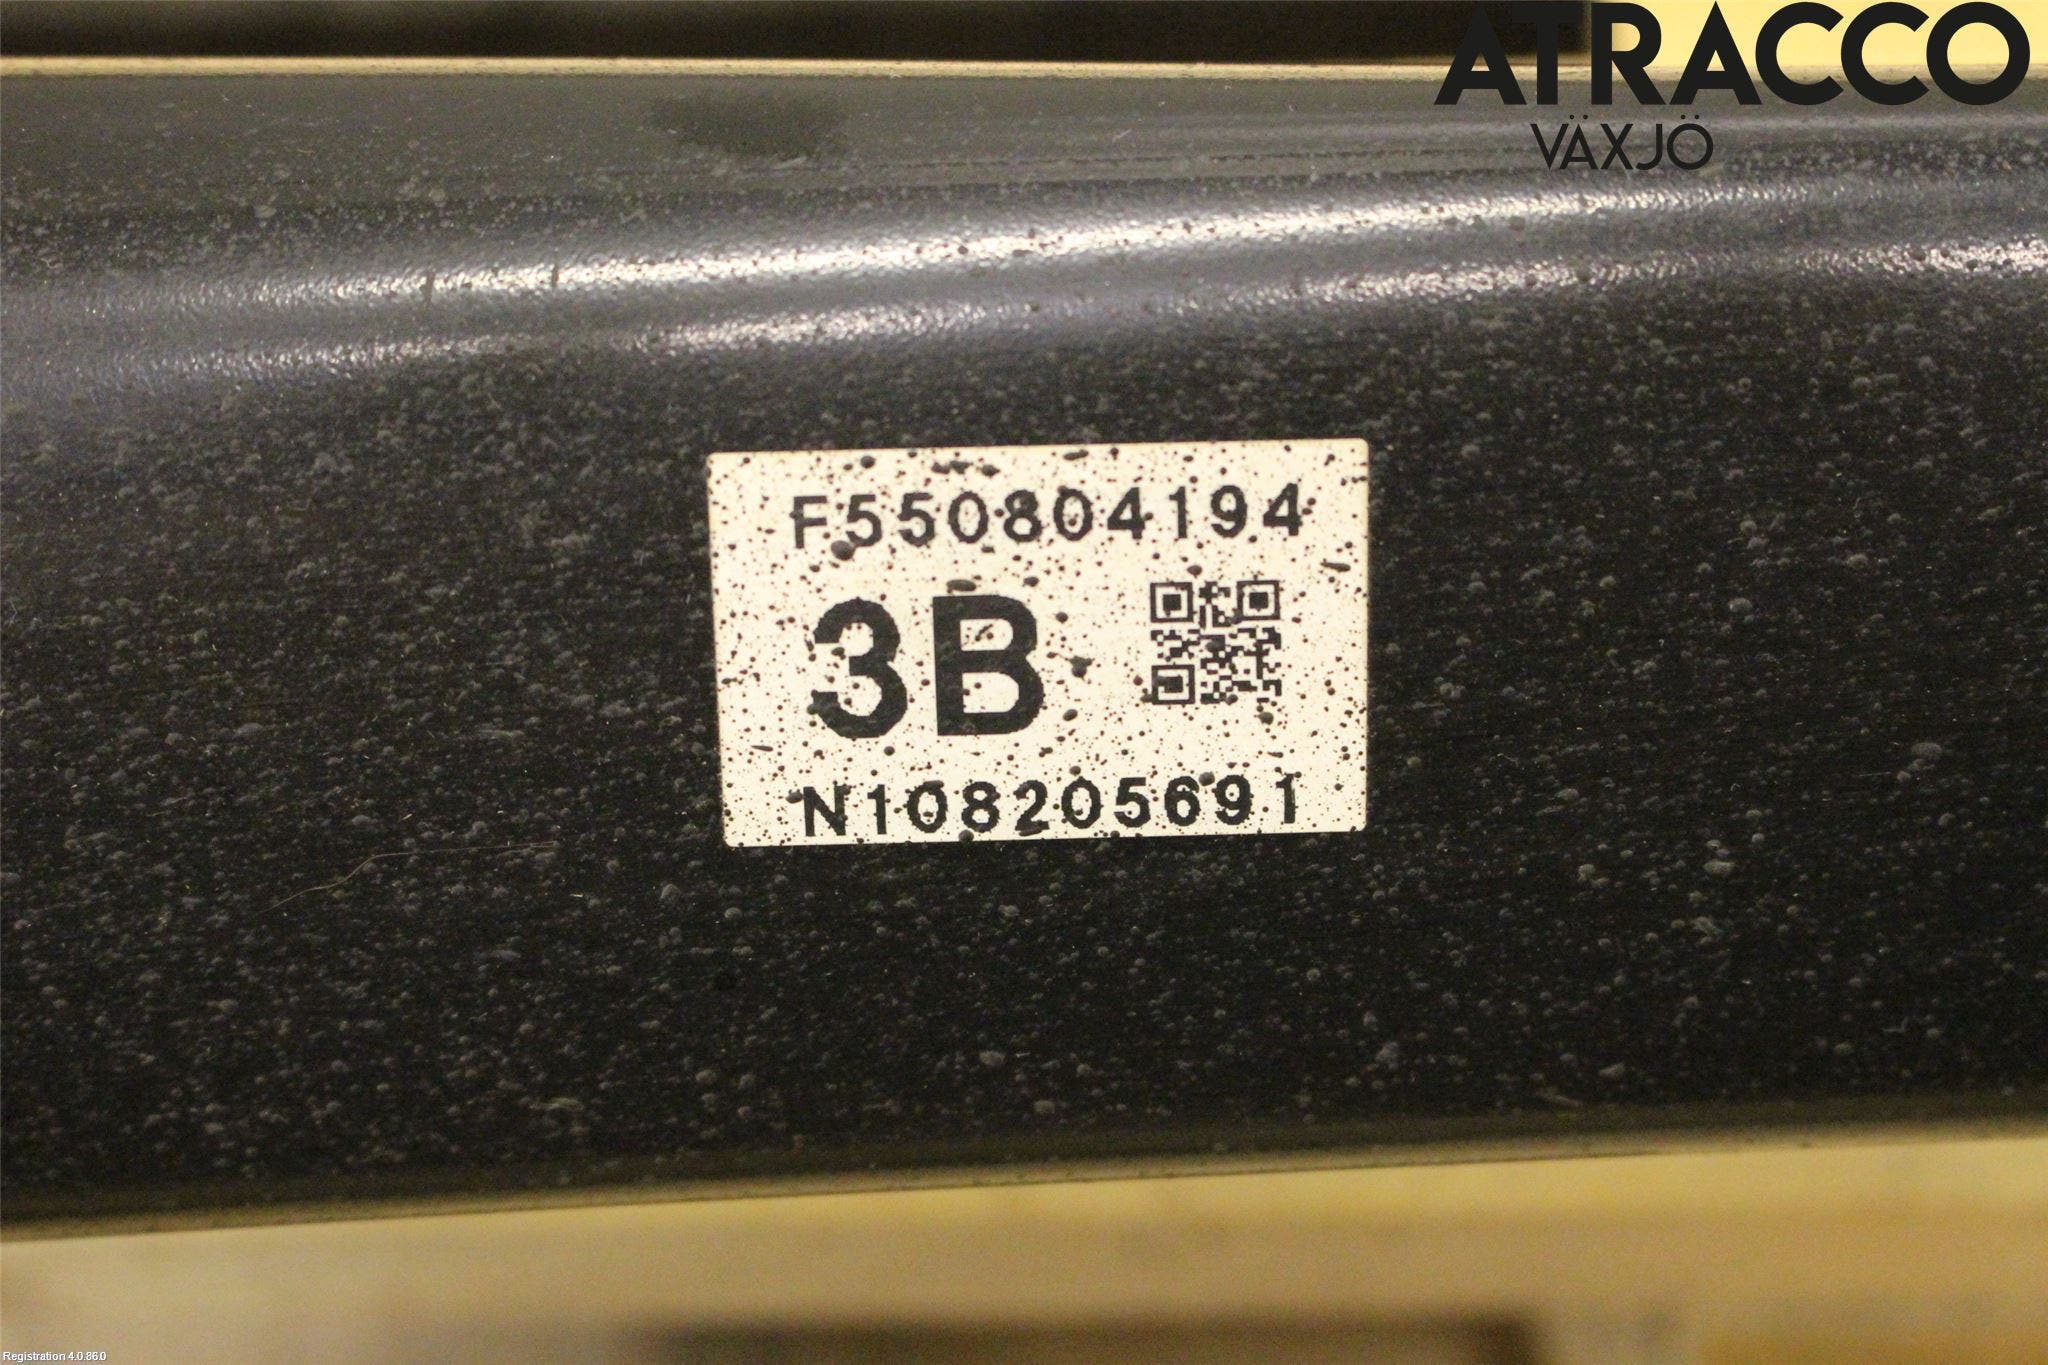 ATRACCO
VÄXJÖ
F550804194
3B
N108205691
Registration 4.0.86.0